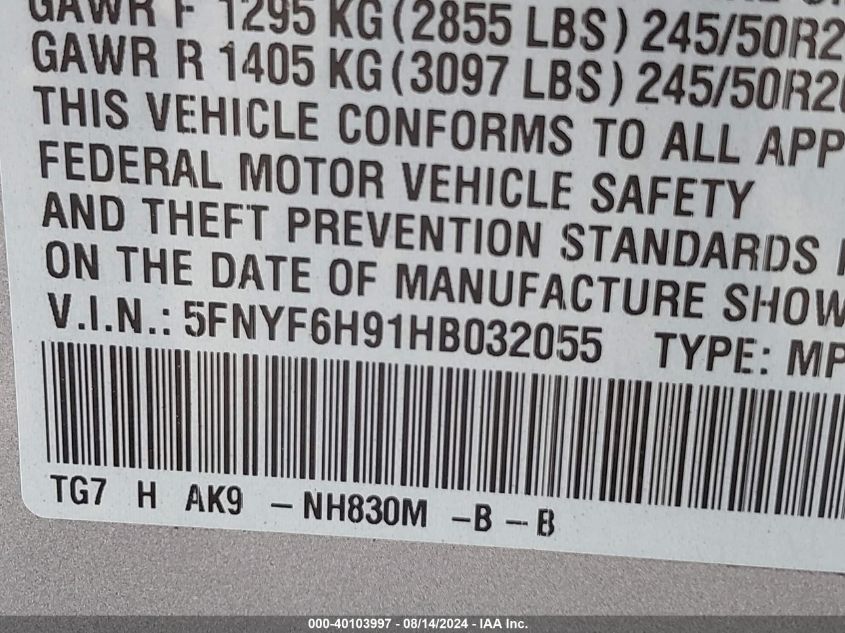 GAWR F 1295 KG (2855 LBS) 245/50R2
GAWR R 1405 KG (3097 LBS) 245/50R20
THIS VEHICLE CONFORMS TO ALL APP
FEDERAL MOTOR VEHICLE SAFETY
AND THEFT PREVENTION STANDARDS
ON THE DATE OF MANUFACTURE SHOW
V.I.N.: 5FNYF6H91HB032055 TYPE: MP
TG7 H AK9 -NH830M -B - B
000-40103997 - 08/14/2024 - IAA Inc.